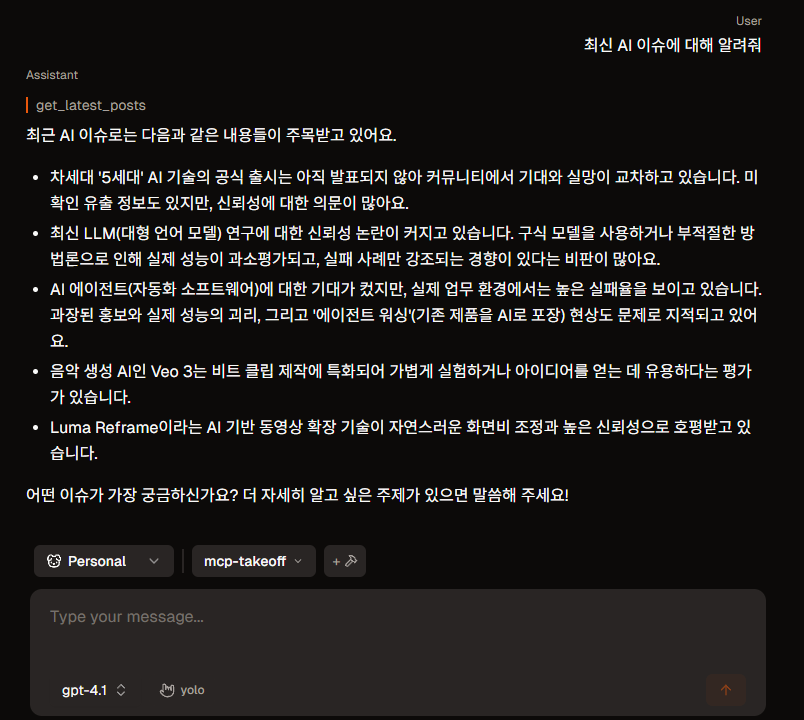 User
최신 AI 이슈에 대해 알려줘
Assistant
get_latest_posts
최근 AI 이슈로는 다음과 같은 내용들이 주목받고 있어요.
• 차세대 '5세대' AI 기술의 공식 출시는 아직 발표되지 않아 커뮤니티에서 기대와 실망이 교차하고 있습니다. 미
확인 유출 정보도 있지만, 신뢰성에 대한 의문이 많아요.
• 최신 LLM(대형 언어 모델) 연구에 대한 신뢰성 논란이 커지고 있습니다. 구식 모델을 사용하거나 부적절한 방
법론으로 인해 실제 성능이 과소평가되고, 실패 사례만 강조되는 경향이 있다는 비판이 많아요.
• AI 에이전트(자동화 소프트웨어)에 대한 기대가 컸지만, 실제 업무 환경에서는 높은 실패율을 보이고 있습니다.
과장된 홍보와 실제 성능의 괴리, 그리고 '에이전트 워싱'(기존 제품을 AI로 포장) 현상도 문제로 지적되고 있어
요.
• 음악 생성 AI인 Veo 3는 비트 클립 제작에 특화되어 가볍게 실험하거나 아이디어를 얻는 데 유용하다는 평가
가 있습니다.
• Luma Reframe이라는 AI 기반 동영상 확장 기술이 자연스러운 화면비 조정과 높은 신뢰성으로 호평받고 있
습니다.
어떤 이슈가 가장 궁금하신가요? 더 자세히 알고 싶은 주제가 있으면 말씀해 주세요!
Personal
mcp-takeoff
+
Type your message...
gpt-4.1
yolo